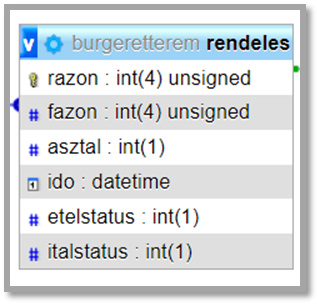 v burgeretterem rendeles
razon : int(4) unsigned
# fazon : int(4) unsigned
# asztal : int(1)
ido : datetime
# etelstatus : int(1)
# italstatus : int(1)